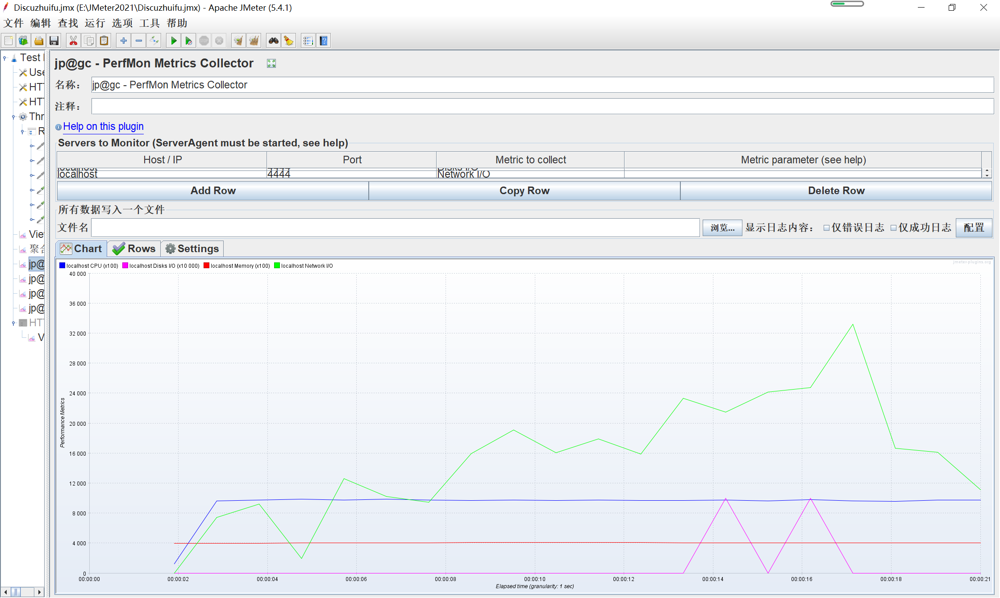 Discuzhuifu.jmx (E:\JMeter2021\Discuzhuifu.jmx) - Apache JMeter (5.4.1)
文件 编辑 查找 运行 选项 工具 帮助
Test
Use
HTT
HTT
Thr
R
Vie
聚合
jp@
jp@
jp@
jp@
HTT
V
jp@gc - PerfMon Metrics Collector
名称： jp@gc - PerfMon Metrics Collector
注释：
Help on this plugin
Servers to Monitor (ServerAgent must be started, see help)
Host / IP Port Metric to collect Metric parameter (see help)
localhost 4444 Disks I/O
localhost 4444 Network I/O
Add Row Copy Row Delete Row
所有数据写入一个文件
文件名 浏览... 显示日志内容： 仅错误日志 仅成功日志 配置
Chart Rows Settings
localhost CPU (x100) localhost Disks I/O (x10 000) localhost Memory (x100) localhost Network I/O
jmeter-plugins.org
40 000
36 000
32 000
28 000
24 000
20 000
16 000
12 000
8 000
4 000
0
Performance Metrics
00:00:00 00:00:02 00:00:04 00:00:06 00:00:08 00:00:10 00:00:12 00:00:14 00:00:16 00:00:18 00:00:21
Elapsed time (granularity: 1 sec)